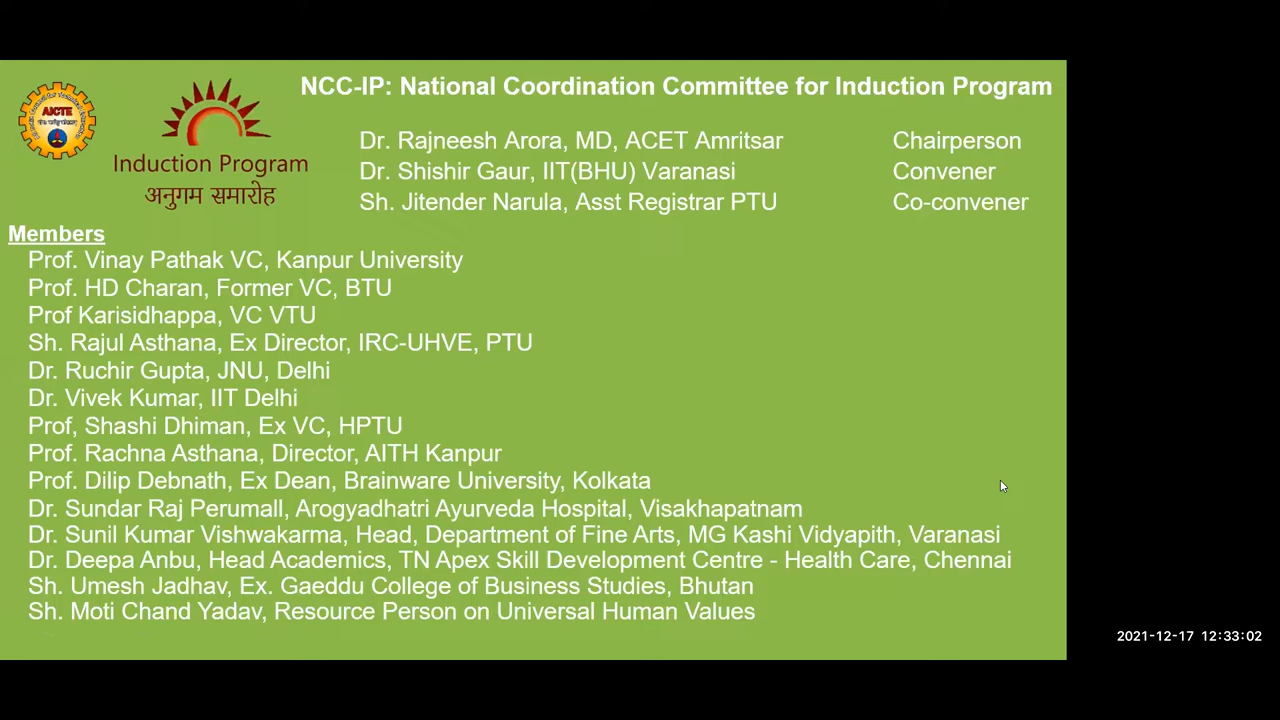 NCC-IP: National Coordination Committee for Induction Program
AICTE
Induction Program
अनुगम समारोह
Dr. Rajneesh Arora, MD, ACET Amritsar Chairperson
Dr. Shishir Gaur, IIT(BHU) Varanasi Convener
Sh. Jitender Narula, Asst Registrar PTU Co-convener
Members
Prof. Vinay Pathak VC, Kanpur University
Prof. HD Charan, Former VC, BTU
Prof Karisidhappa, VC VTU
Sh. Rajul Asthana, Ex Director, IRC-UHVE, PTU
Dr. Ruchir Gupta, JNU, Delhi
Dr. Vivek Kumar, IIT Delhi
Prof, Shashi Dhiman, Ex VC, HPTU
Prof. Rachna Asthana, Director, AITH Kanpur
Prof. Dilip Debnath, Ex Dean, Brainware University, Kolkata
Dr. Sundar Raj Perumall, Arogyadhatri Ayurveda Hospital, Visakhapatnam
Dr. Sunil Kumar Vishwakarma, Head, Department of Fine Arts, MG Kashi Vidyapith, Varanasi
Dr. Deepa Anbu, Head Academics, TN Apex Skill Development Centre - Health Care, Chennai
Sh. Umesh Jadhav, Ex. Gaeddu College of Business Studies, Bhutan
Sh. Moti Chand Yadav, Resource Person on Universal Human Values
2021-12-17 12:33:02